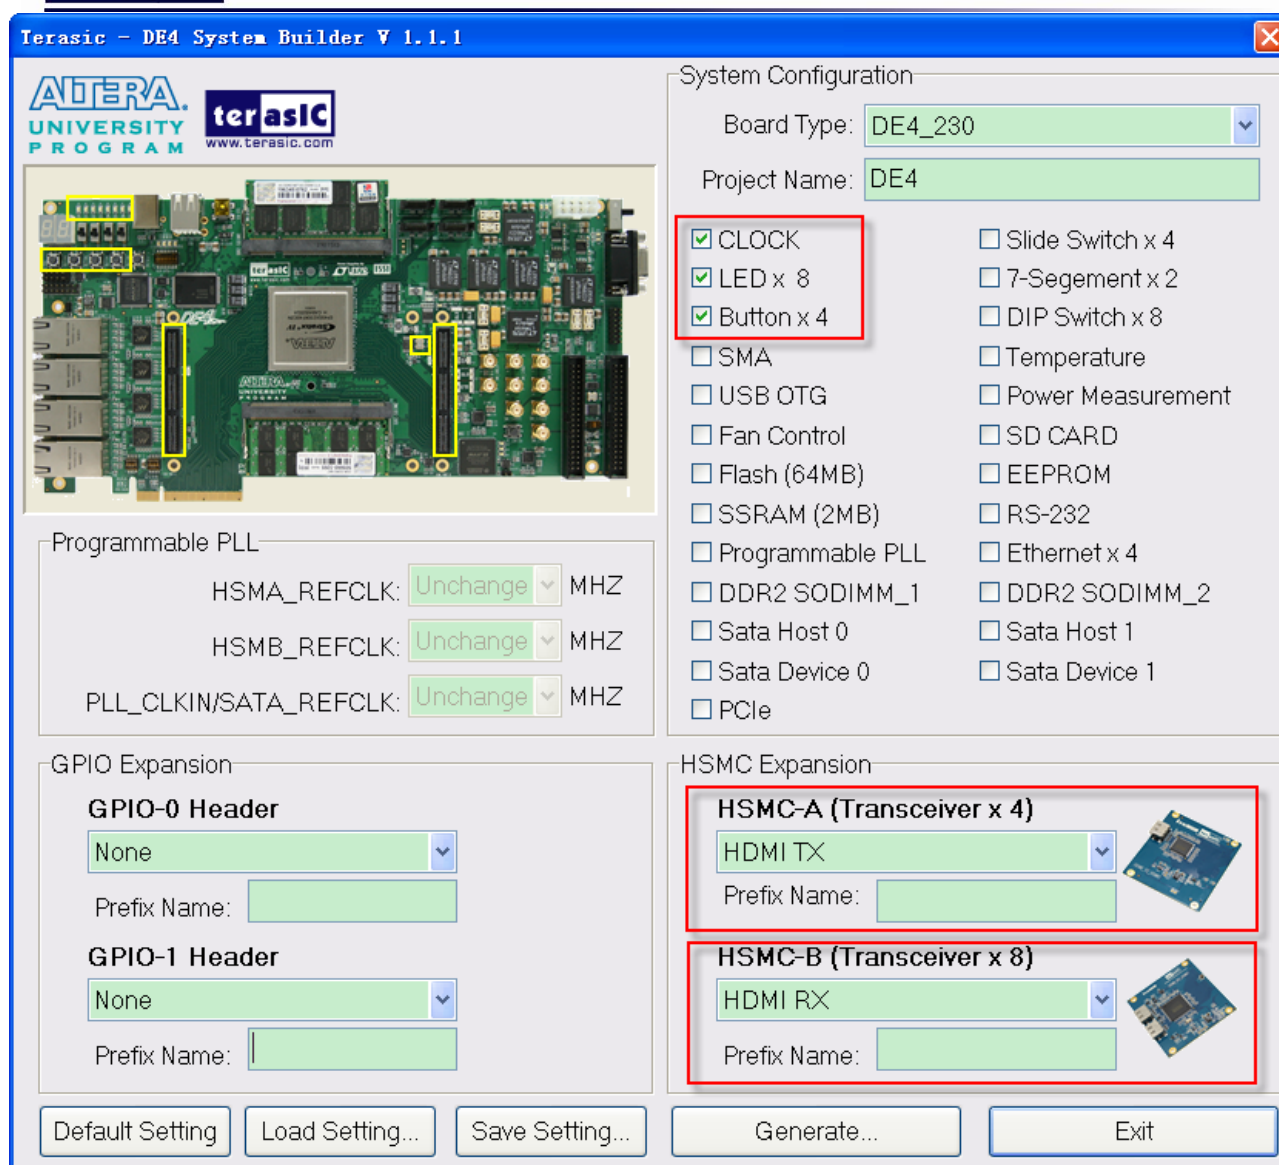 Terasic - DE4 System Builder V 1.1.1
ALTERA.
UNIVERSITY
PROGRAM
terasIC
www.terasic.com
System Configuration
Board Type: DE4_230
Project Name: DE4
CLOCK
Slide Switch x 4
LED x 8
7-Segement x 2
Button x 4
DIP Switch x 8
SMA
Temperature
USB OTG
Power Measurement
Fan Control
SD CARD
Flash (64MB)
EEPROM
SSRAM (2MB)
RS-232
Programmable PLL
Ethernet x 4
DDR2 SODIMM_1
DDR2 SODIMM_2
Sata Host 0
Sata Host 1
Sata Device 0
Sata Device 1
PCIe
Programmable PLL
HSMA_REFCLK: Unchange MHZ
HSMB_REFCLK: Unchange MHZ
PLL_CLKIN/SATA_REFCLK: Unchange MHZ
GPIO Expansion
GPIO-0 Header
None
Prefix Name:
GPIO-1 Header
None
Prefix Name:
HSMC Expansion
HSMC-A (Transceiver x 4)
HDMI TX
Prefix Name:
HSMC-B (Transceiver x 8)
HDMI RX
Prefix Name:
Default Setting
Load Setting...
Save Setting...
Generate...
Exit